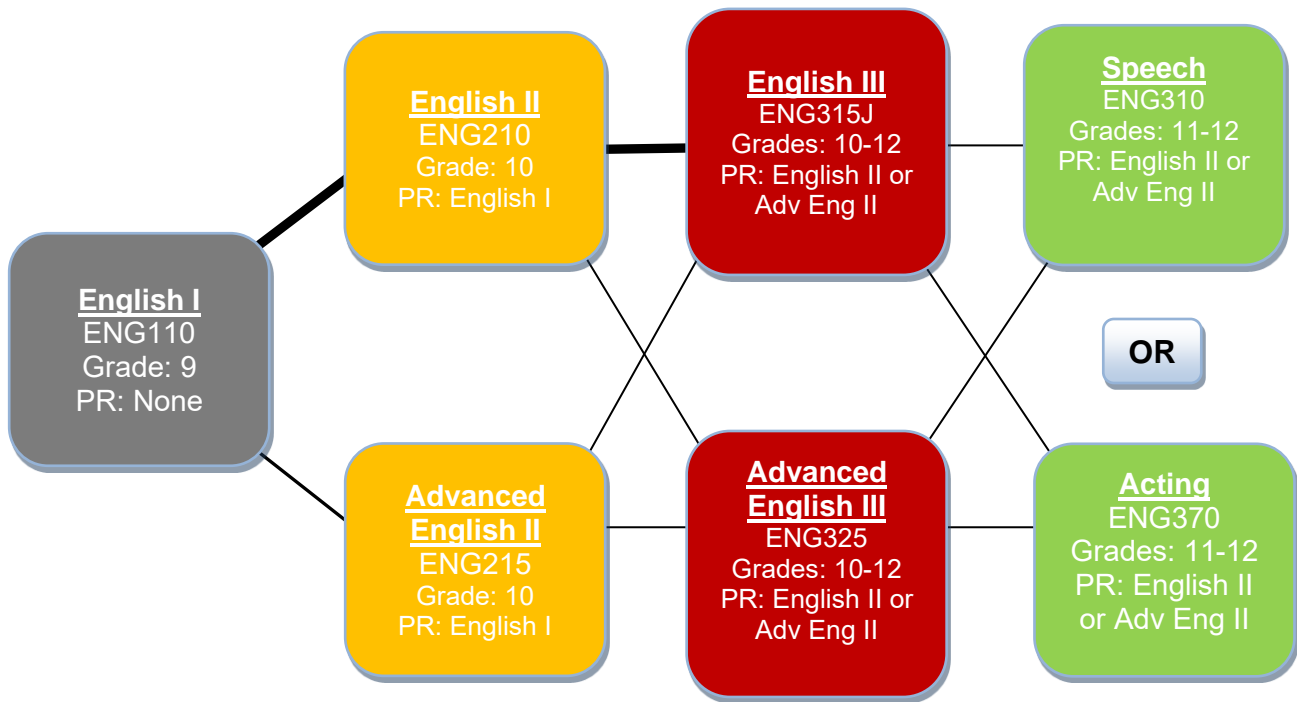 English I
ENG110
Grade: 9
PR: None
English II
ENG210
Grade: 10
PR: English I
Advanced
English II
ENG215
Grade: 10
PR: English I
English III
ENG315J
Grades: 10-12
PR: English II or
Adv Eng II
Advanced
English III
ENG325
Grades: 10-12
PR: English II or
Adv Eng II
Speech
ENG310
Grades: 11-12
PR: English II or
Adv Eng II
OR
Acting
ENG370
Grades: 11-12
PR: English II
or Adv Eng II